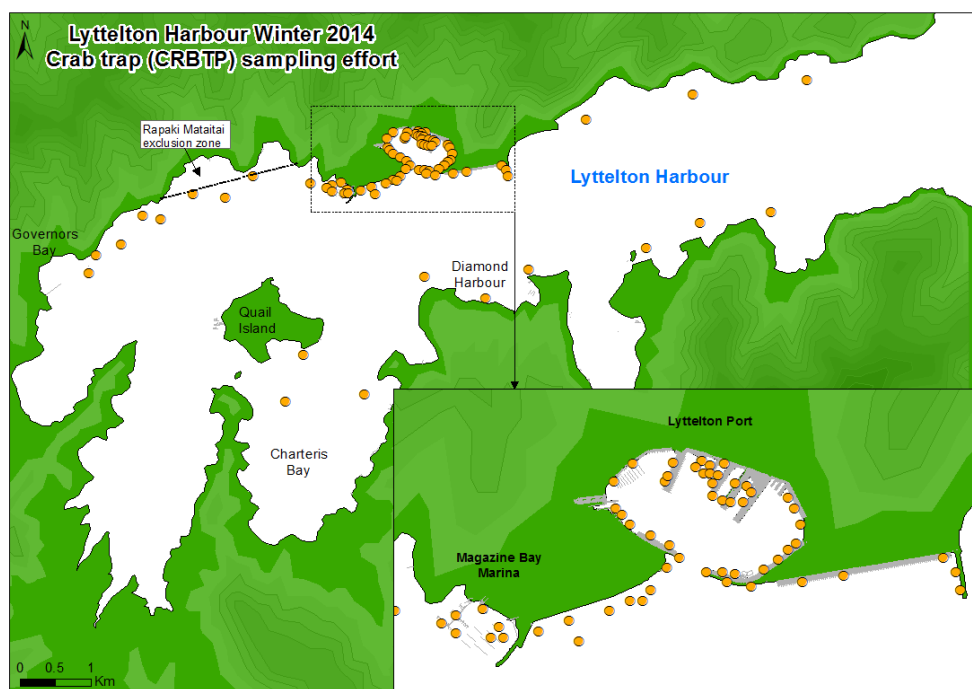 N
Lyttelton Harbour Winter 2014
Crab trap (CRBTP) sampling effort
Rapaki Mataitai
exclusion zone
Lyttelton Harbour
Governors
Bay
Diamond
Harbour
Quail
Island
Charteris
Bay
Lyttelton Port
Magazine Bay
Marina
0 0.5 1
Km